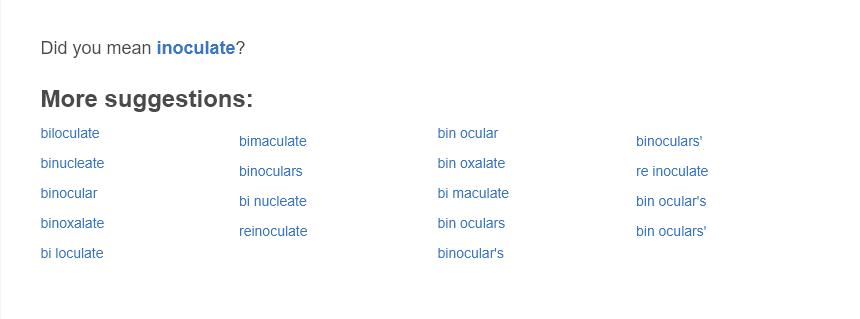 Did you mean inoculate?
More suggestions:
biloculate
binucleate
binocular
binoxalate
bi loculate
bimaculate
binoculars
bi nucleate
reinoculate
bin ocular
bin oxalate
bi maculate
bin oculars
binocular's
binoculars'
re inoculate
bin ocular's
bin oculars'